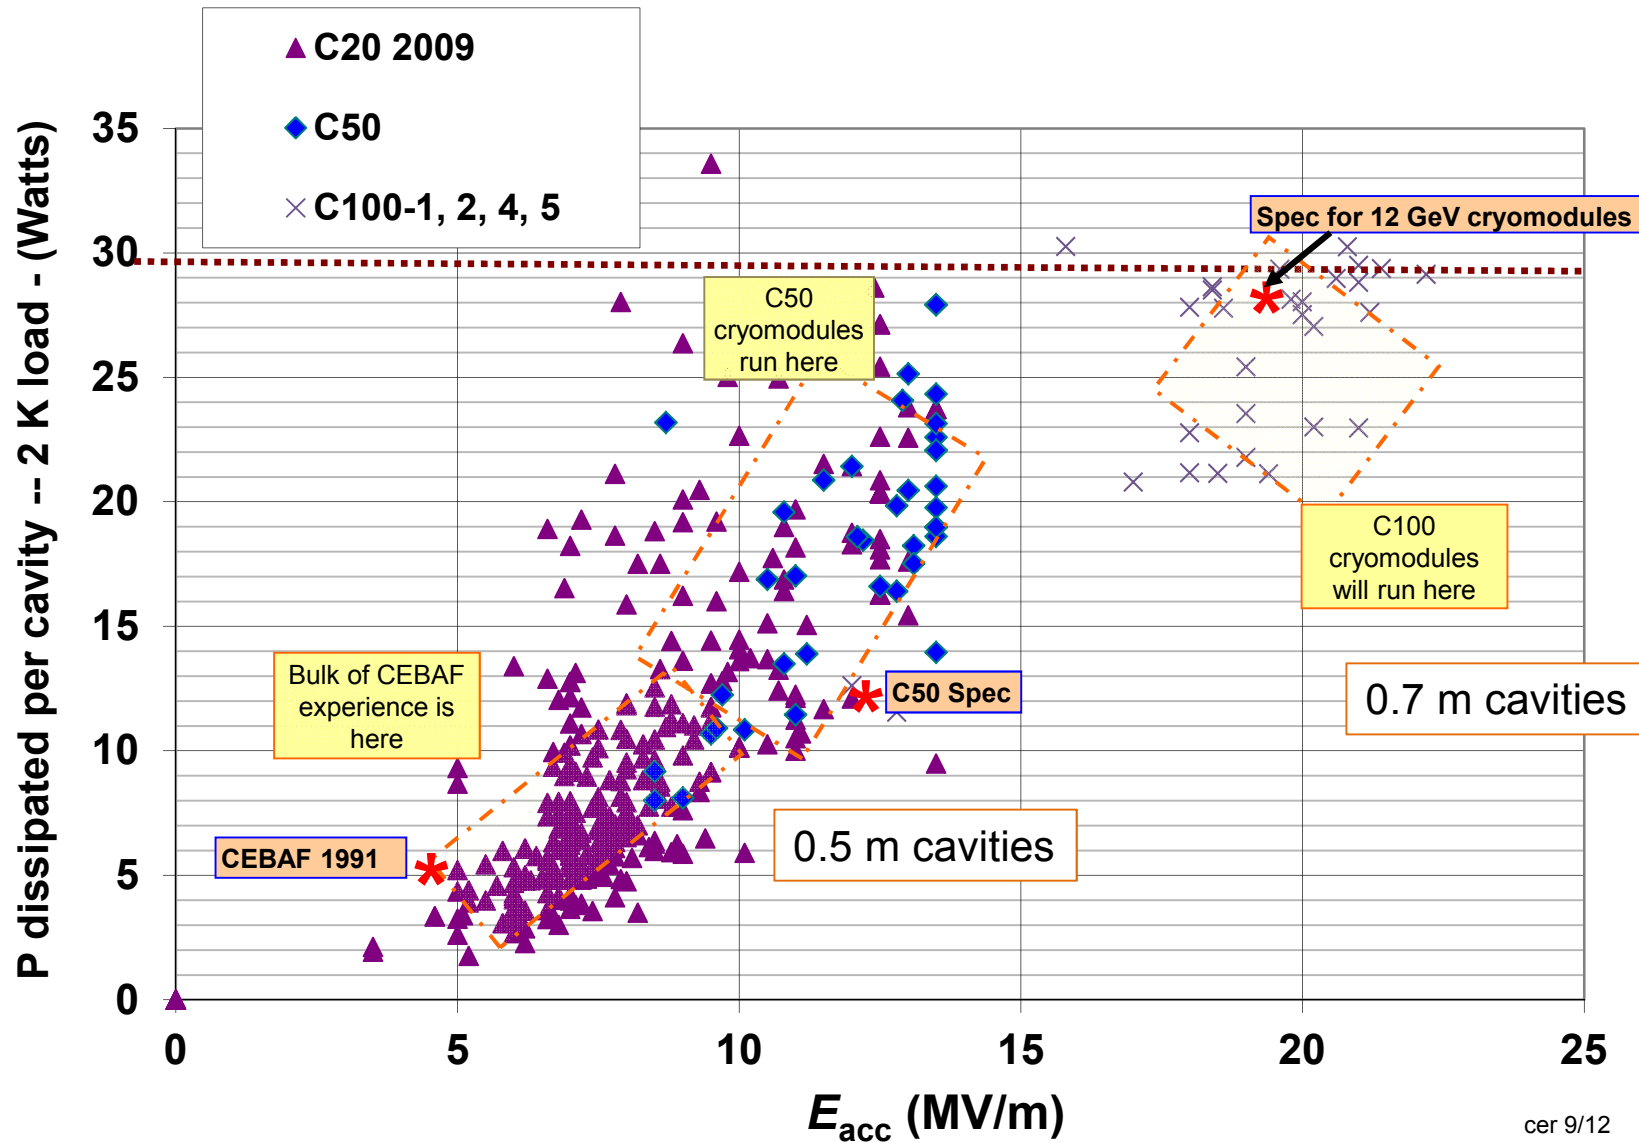 C20 2009
C50
C100-1, 2, 4, 5
P dissipated per cavity -- 2 K load - (Watts)
35
30
25
20
15
10
5
0
Spec for 12 GeV cryomodules
C50
cryomodules
run here
C100
cryomodules
will run here
Bulk of CEBAF
experience is
here
C50 Spec
0.7 m cavities
0.5 m cavities
CEBAF 1991
0 5 10 15 20 25
Eacc (MV/m)
cer 9/12